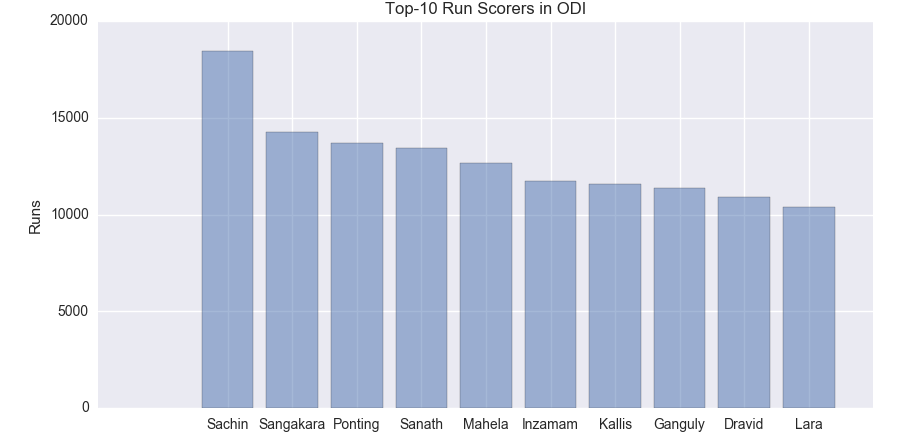 Top-10 Run Scorers in ODI
20000
15000
10000
5000
0
Runs
Sachin Sangakara Ponting Sanath Mahela Inzamam Kallis Ganguly Dravid Lara